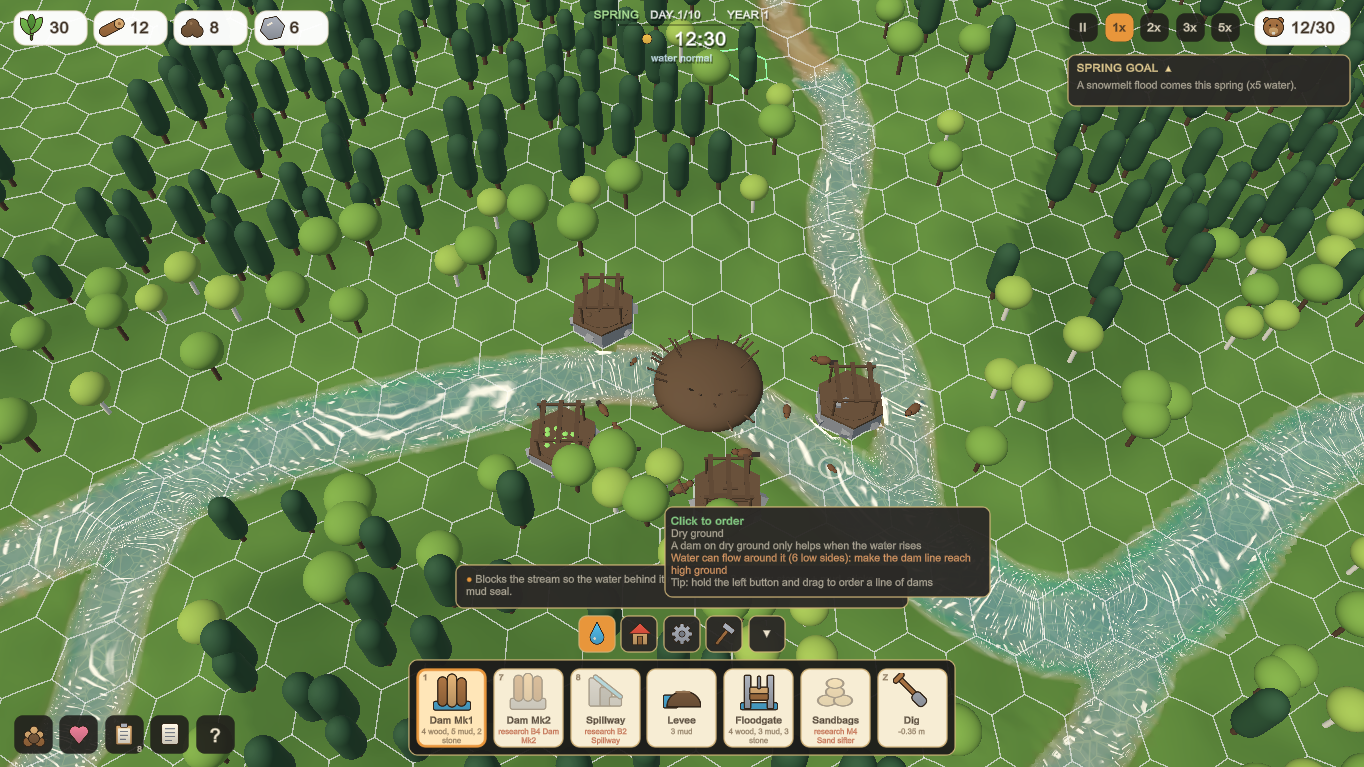 30
12
8
6
SPRING DAY 1/10 YEAR 1
12:30
water normal
II
1x
2x
3x
5x
12/30
SPRING GOAL ▲
A snowmelt flood comes this spring (x5 water).
Click to order
Dry ground
A dam on dry ground only helps when the water rises
Water can flow around it (6 low sides): make the dam line reach
high ground
Tip: hold the left button and drag to order a line of dams
● Blocks the stream so the water behind it
mud seal.
▼
1
Dam Mk1
4 wood, 5 mud, 2
stone
7
Dam Mk2
research B4 Dam
Mk2
8
Spillway
research B2
Spillway
Levee
3 mud
Floodgate
4 wood, 3 mud, 3
stone
Sandbags
research M4
Sand sifter
Z
Dig
-0.35 m
8
?